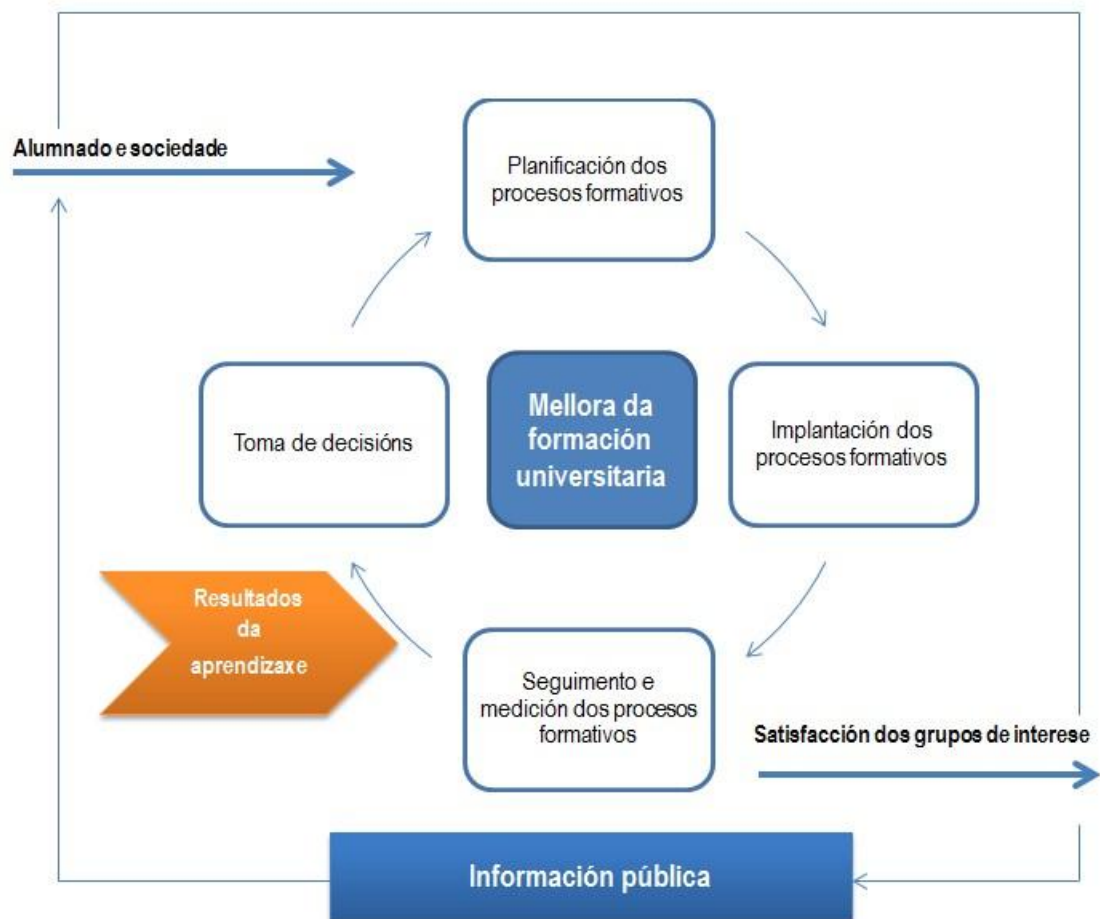 Alumnado e sociedade
Planificación dos
procesos formativos
Toma de decisións
Mellora da
formación
universitaria
Implantación dos
procesos formativos
Resultados
da
aprendizaxe
Seguimento e
medición dos procesos
formativos
Satisfacción dos grupos de interese
Información pública